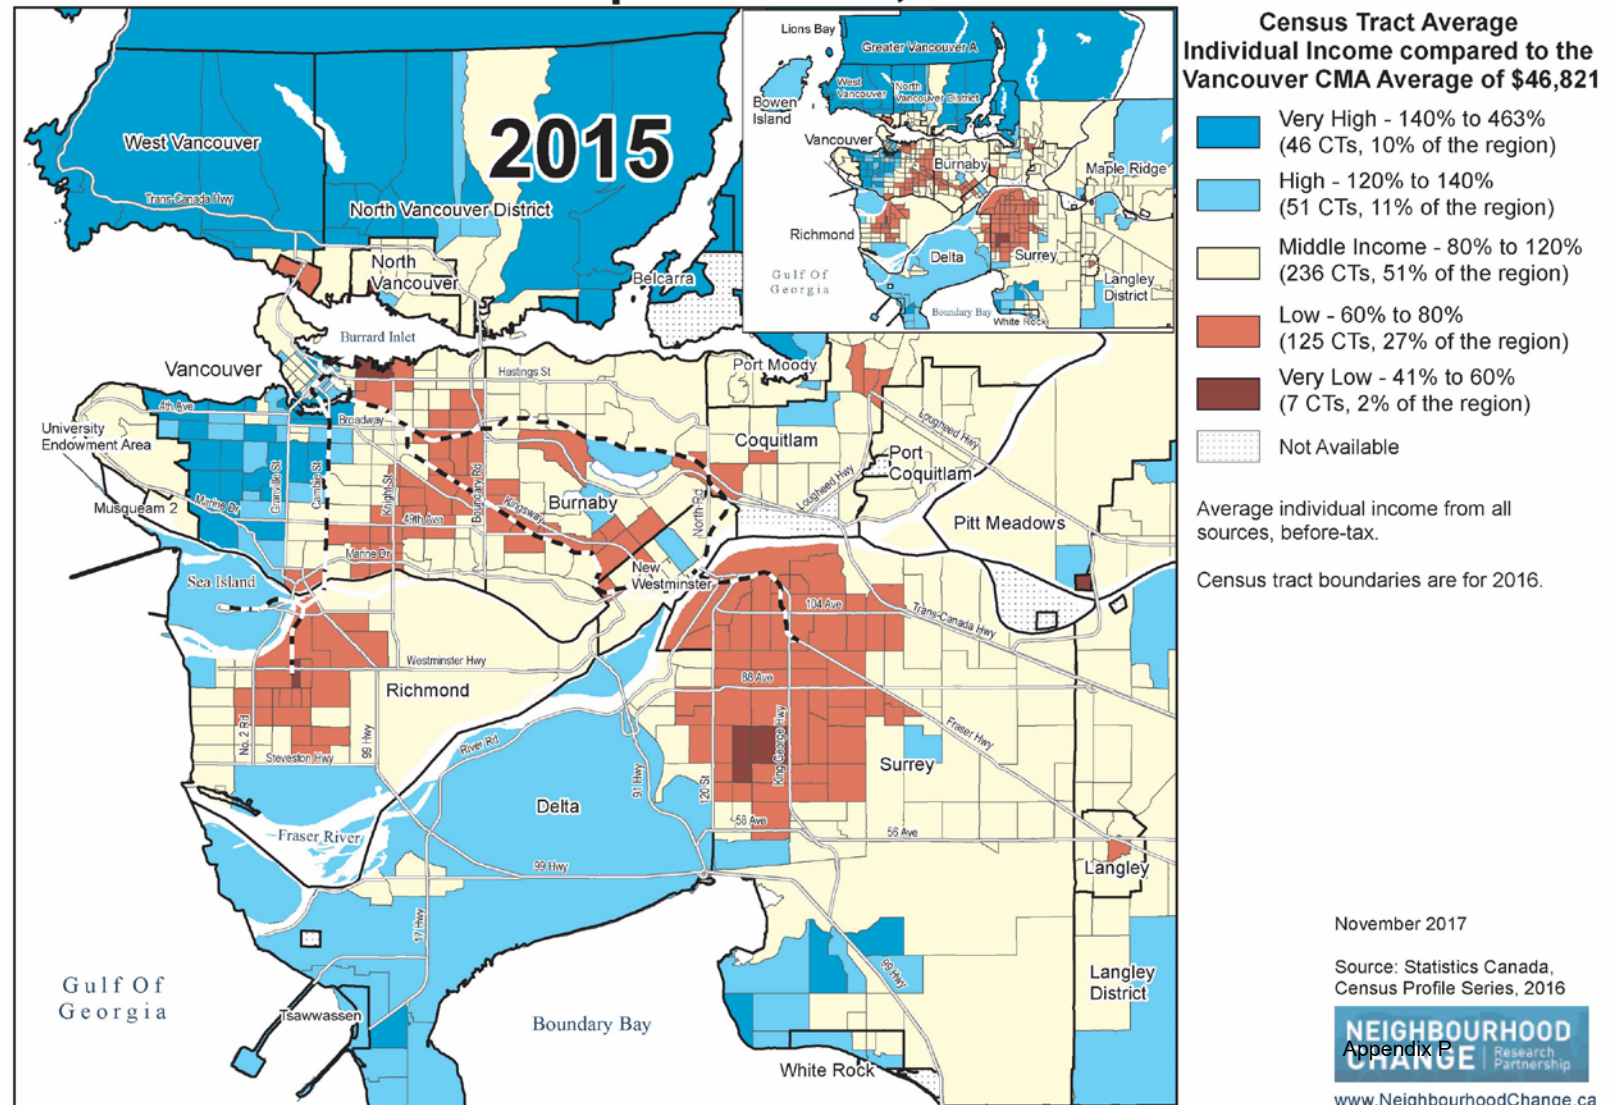 2015
West Vancouver
Trans-Canada Hwy
North Vancouver District
North
Vancouver
Belcarra
Burrard Inlet
Vancouver
Hastings St
Port Moody
4th Ave
Broadway
University
Endowment Area
Coquitlam
Lougheed Hwy
Port
Coquitlam
Granville St
Cambie St
Knight St
Boundary Rd
Kingsway
Burnaby
North Rd
Lougheed Hwy
Musqueam 2
Marine Dr
49th Ave
Pitt Meadows
Marine Dr
Sea Island
New
Westminster
104 Ave
Trans-Canada Hwy
Westminster Hwy
Richmond
88 Ave
No. 2 Rd
99 Hwy
River Rd
King George Hwy
Fraser Hwy
Steveston Hwy
91 Hwy
120 St
Surrey
Delta
Fraser River
58 Ave
56 Ave
99 Hwy
Langley
17 Hwy
99 Hwy
Gulf Of
Georgia
Tsawwassen
Boundary Bay
Langley
District
White Rock
Lions Bay
Greater Vancouver A
West
Vancouver
North
Vancouver District
Bowen
Island
Vancouver
Burnaby
Maple Ridge
Richmond
Delta
Surrey
Gulf Of
Georgia
Langley
District
Boundary Bay
White Rock
Census Tract Average
Individual Income compared to the
Vancouver CMA Average of $46,821
Very High - 140% to 463%
(46 CTs, 10% of the region)
High - 120% to 140%
(51 CTs, 11% of the region)
Middle Income - 80% to 120%
(236 CTs, 51% of the region)
Low - 60% to 80%
(125 CTs, 27% of the region)
Very Low - 41% to 60%
(7 CTs, 2% of the region)
Not Available
Average individual income from all
sources, before-tax.
Census tract boundaries are for 2016.
November 2017
Source: Statistics Canada,
Census Profile Series, 2016
NEIGHBOURHOOD
CHANGE
Research
Partnership
Appendix P
www.NeighbourhoodChange.ca